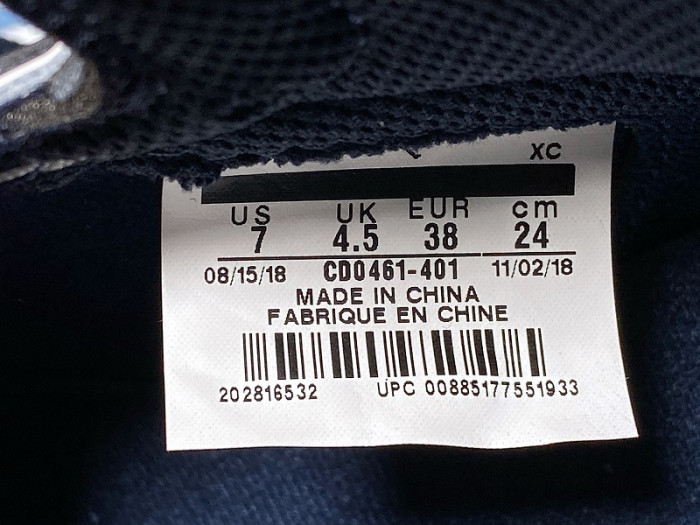 XC
US UK EUR cm
7 4.5 38 24
08/15/18 CD0461-401 11/02/18
MADE IN CHINA
FABRIQUE EN CHINE
202816532 UPC 00885177551933